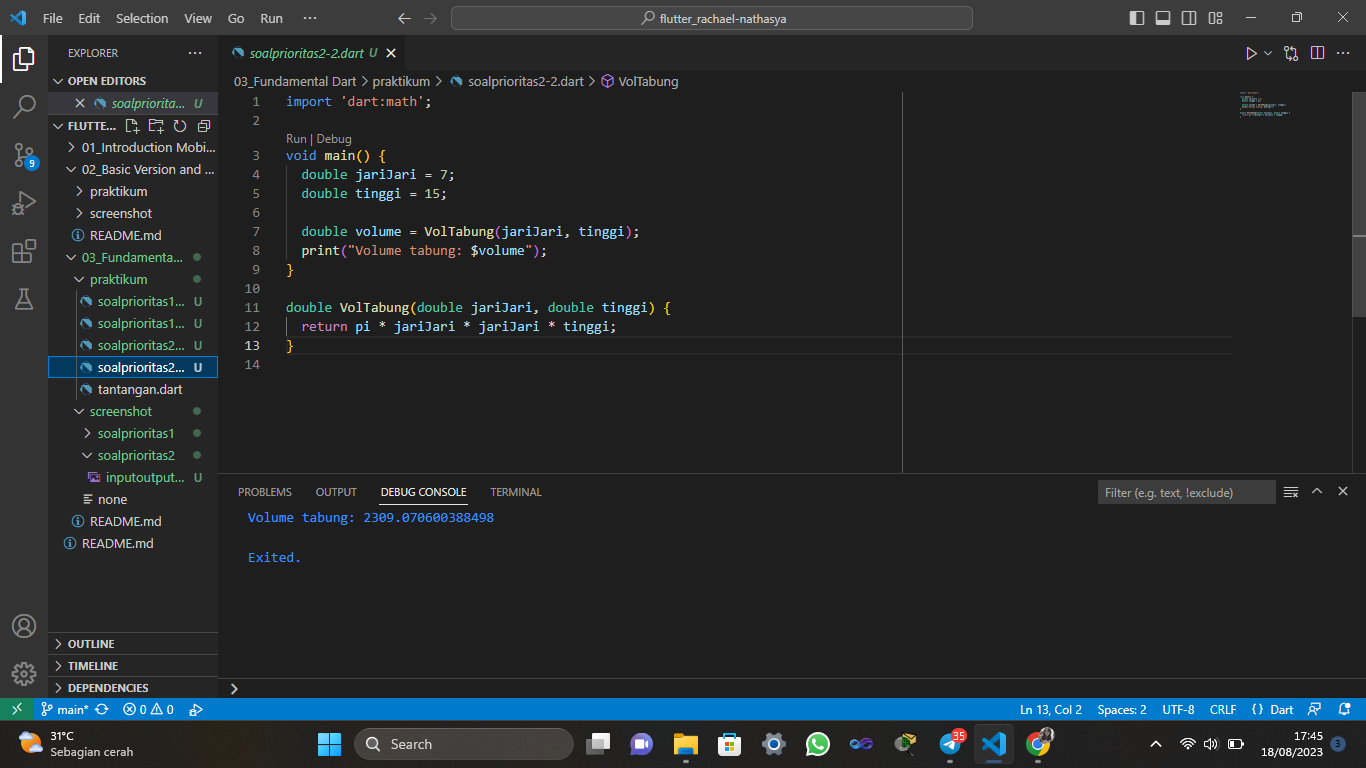 File Edit Selection View Go Run ···
flutter_rachael-nathasya
EXPLORER
OPEN EDITORS
soalpriorita... U
FLUTTE...
01_Introduction Mobi...
02_Basic Version and ...
praktikum
screenshot
README.md
03_Fundamenta...
praktikum
soalprioritas1... U
soalprioritas1... U
soalprioritas2... U
soalprioritas2... U
tantangan.dart
screenshot
soalprioritas1
soalprioritas2
inputoutput... U
none
README.md
README.md
OUTLINE
TIMELINE
DEPENDENCIES
9
soalprioritas2-2.dart U
03_Fundamental Dart > praktikum > soalprioritas2-2.dart > VolTabung
1 import 'dart:math';
2
Run | Debug
3 void main() {
4 double jariJari = 7;
5 double tinggi = 15;
6
7 double volume = VolTabung(jariJari, tinggi);
8 print("Volume tabung: $volume");
9 }
10
11 double VolTabung(double jariJari, double tinggi) {
12 return pi * jariJari * jariJari * tinggi;
13 }
14
PROBLEMS OUTPUT DEBUG CONSOLE TERMINAL
Filter (e.g. text, !exclude)
Volume tabung: 2309.070600388498
Exited.
main* 0 0
Ln 13, Col 2 Spaces: 2 UTF-8 CRLF {} Dart
31°C
Sebagian cerah
Search
35
17:45
18/08/2023
3